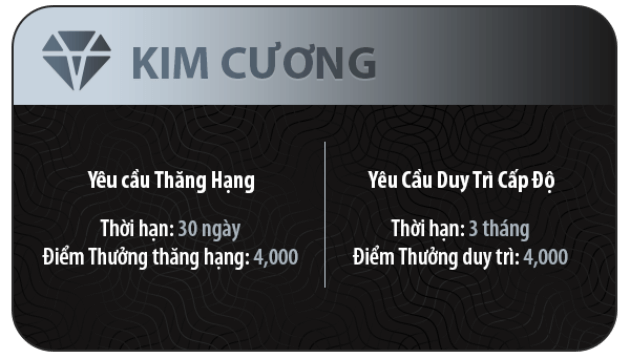 KIM CƯƠNG
Yêu cầu Thăng Hạng
Thời hạn: 30 ngày
Điểm Thưởng thăng hạng: 4,000
Yêu Cầu Duy Trì Cấp Độ
Thời hạn: 3 tháng
Điểm Thưởng duy trì: 4,000